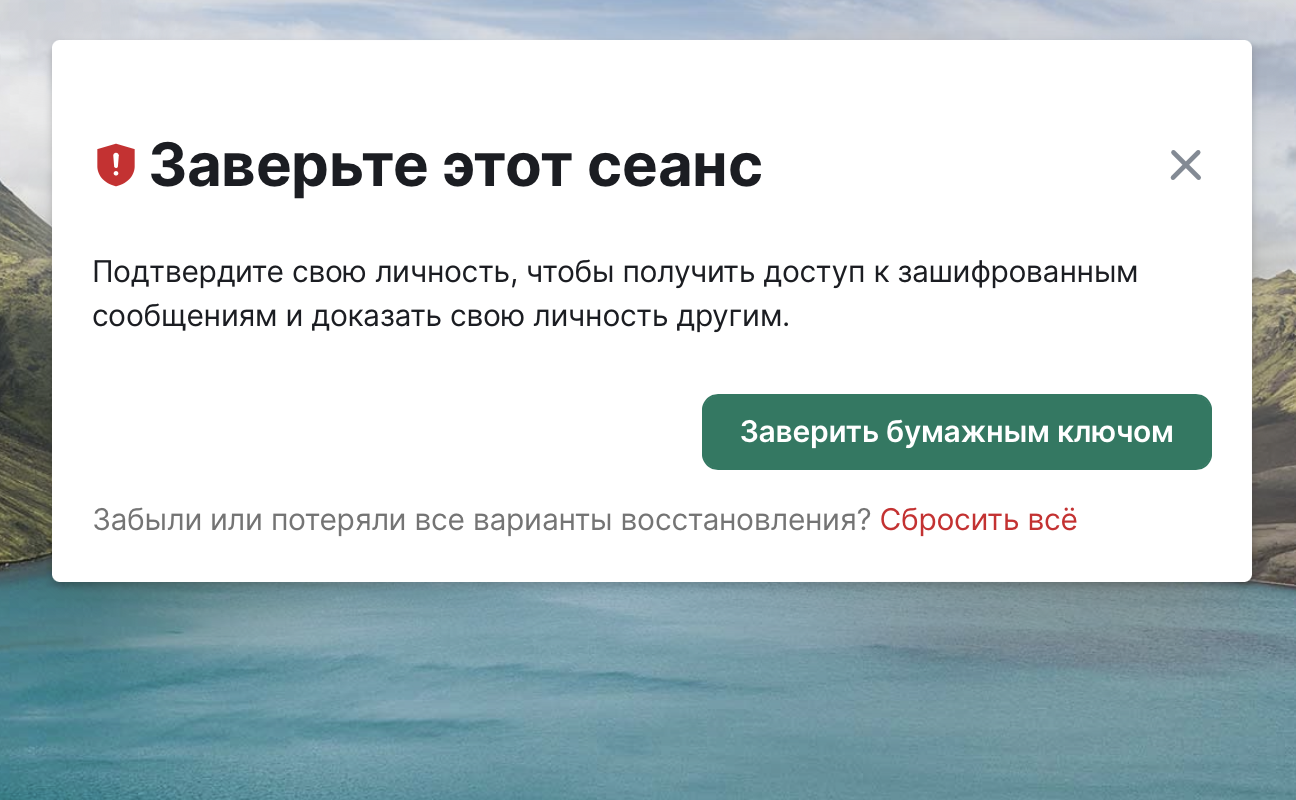 Заверьте этот сеанс
Подтвердите свою личность, чтобы получить доступ к зашифрованным
сообщениям и доказать свою личность другим.
Заверить бумажным ключом
Забыли или потеряли все варианты восстановления? Сбросить всё